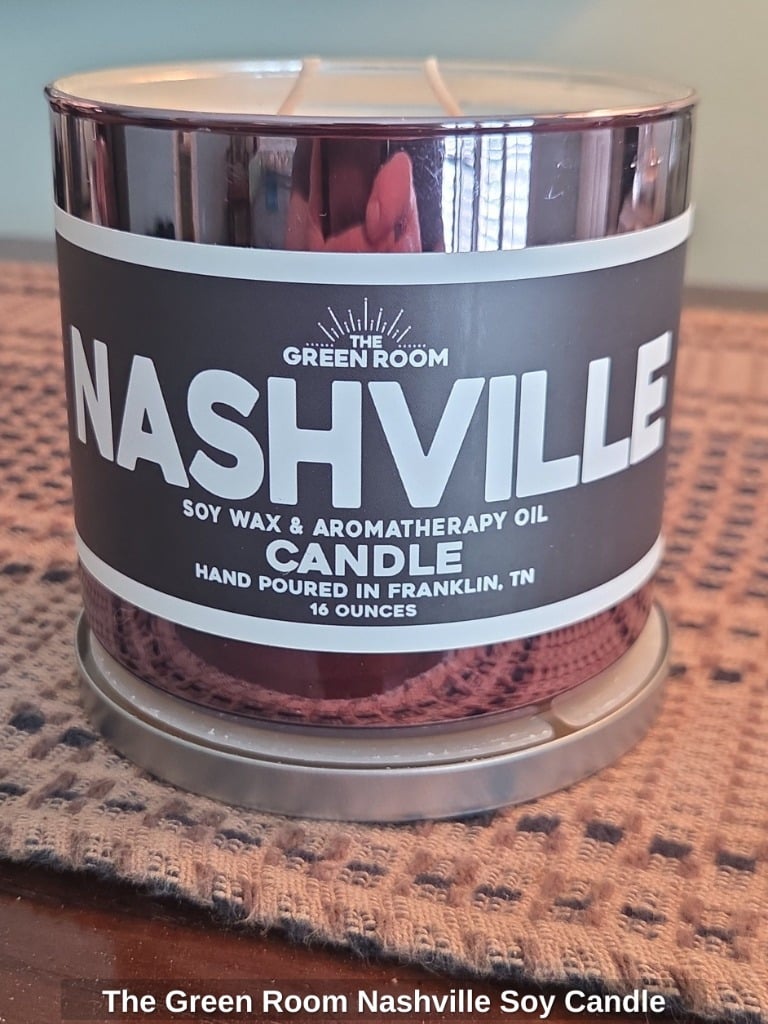 THE
GREEN ROOM
NASHVILLE
SOY WAX & AROMATHERAPY OIL
CANDLE
HAND POURED IN FRANKLIN, TN
16 OUNCES
The Green Room Nashville Soy Candle